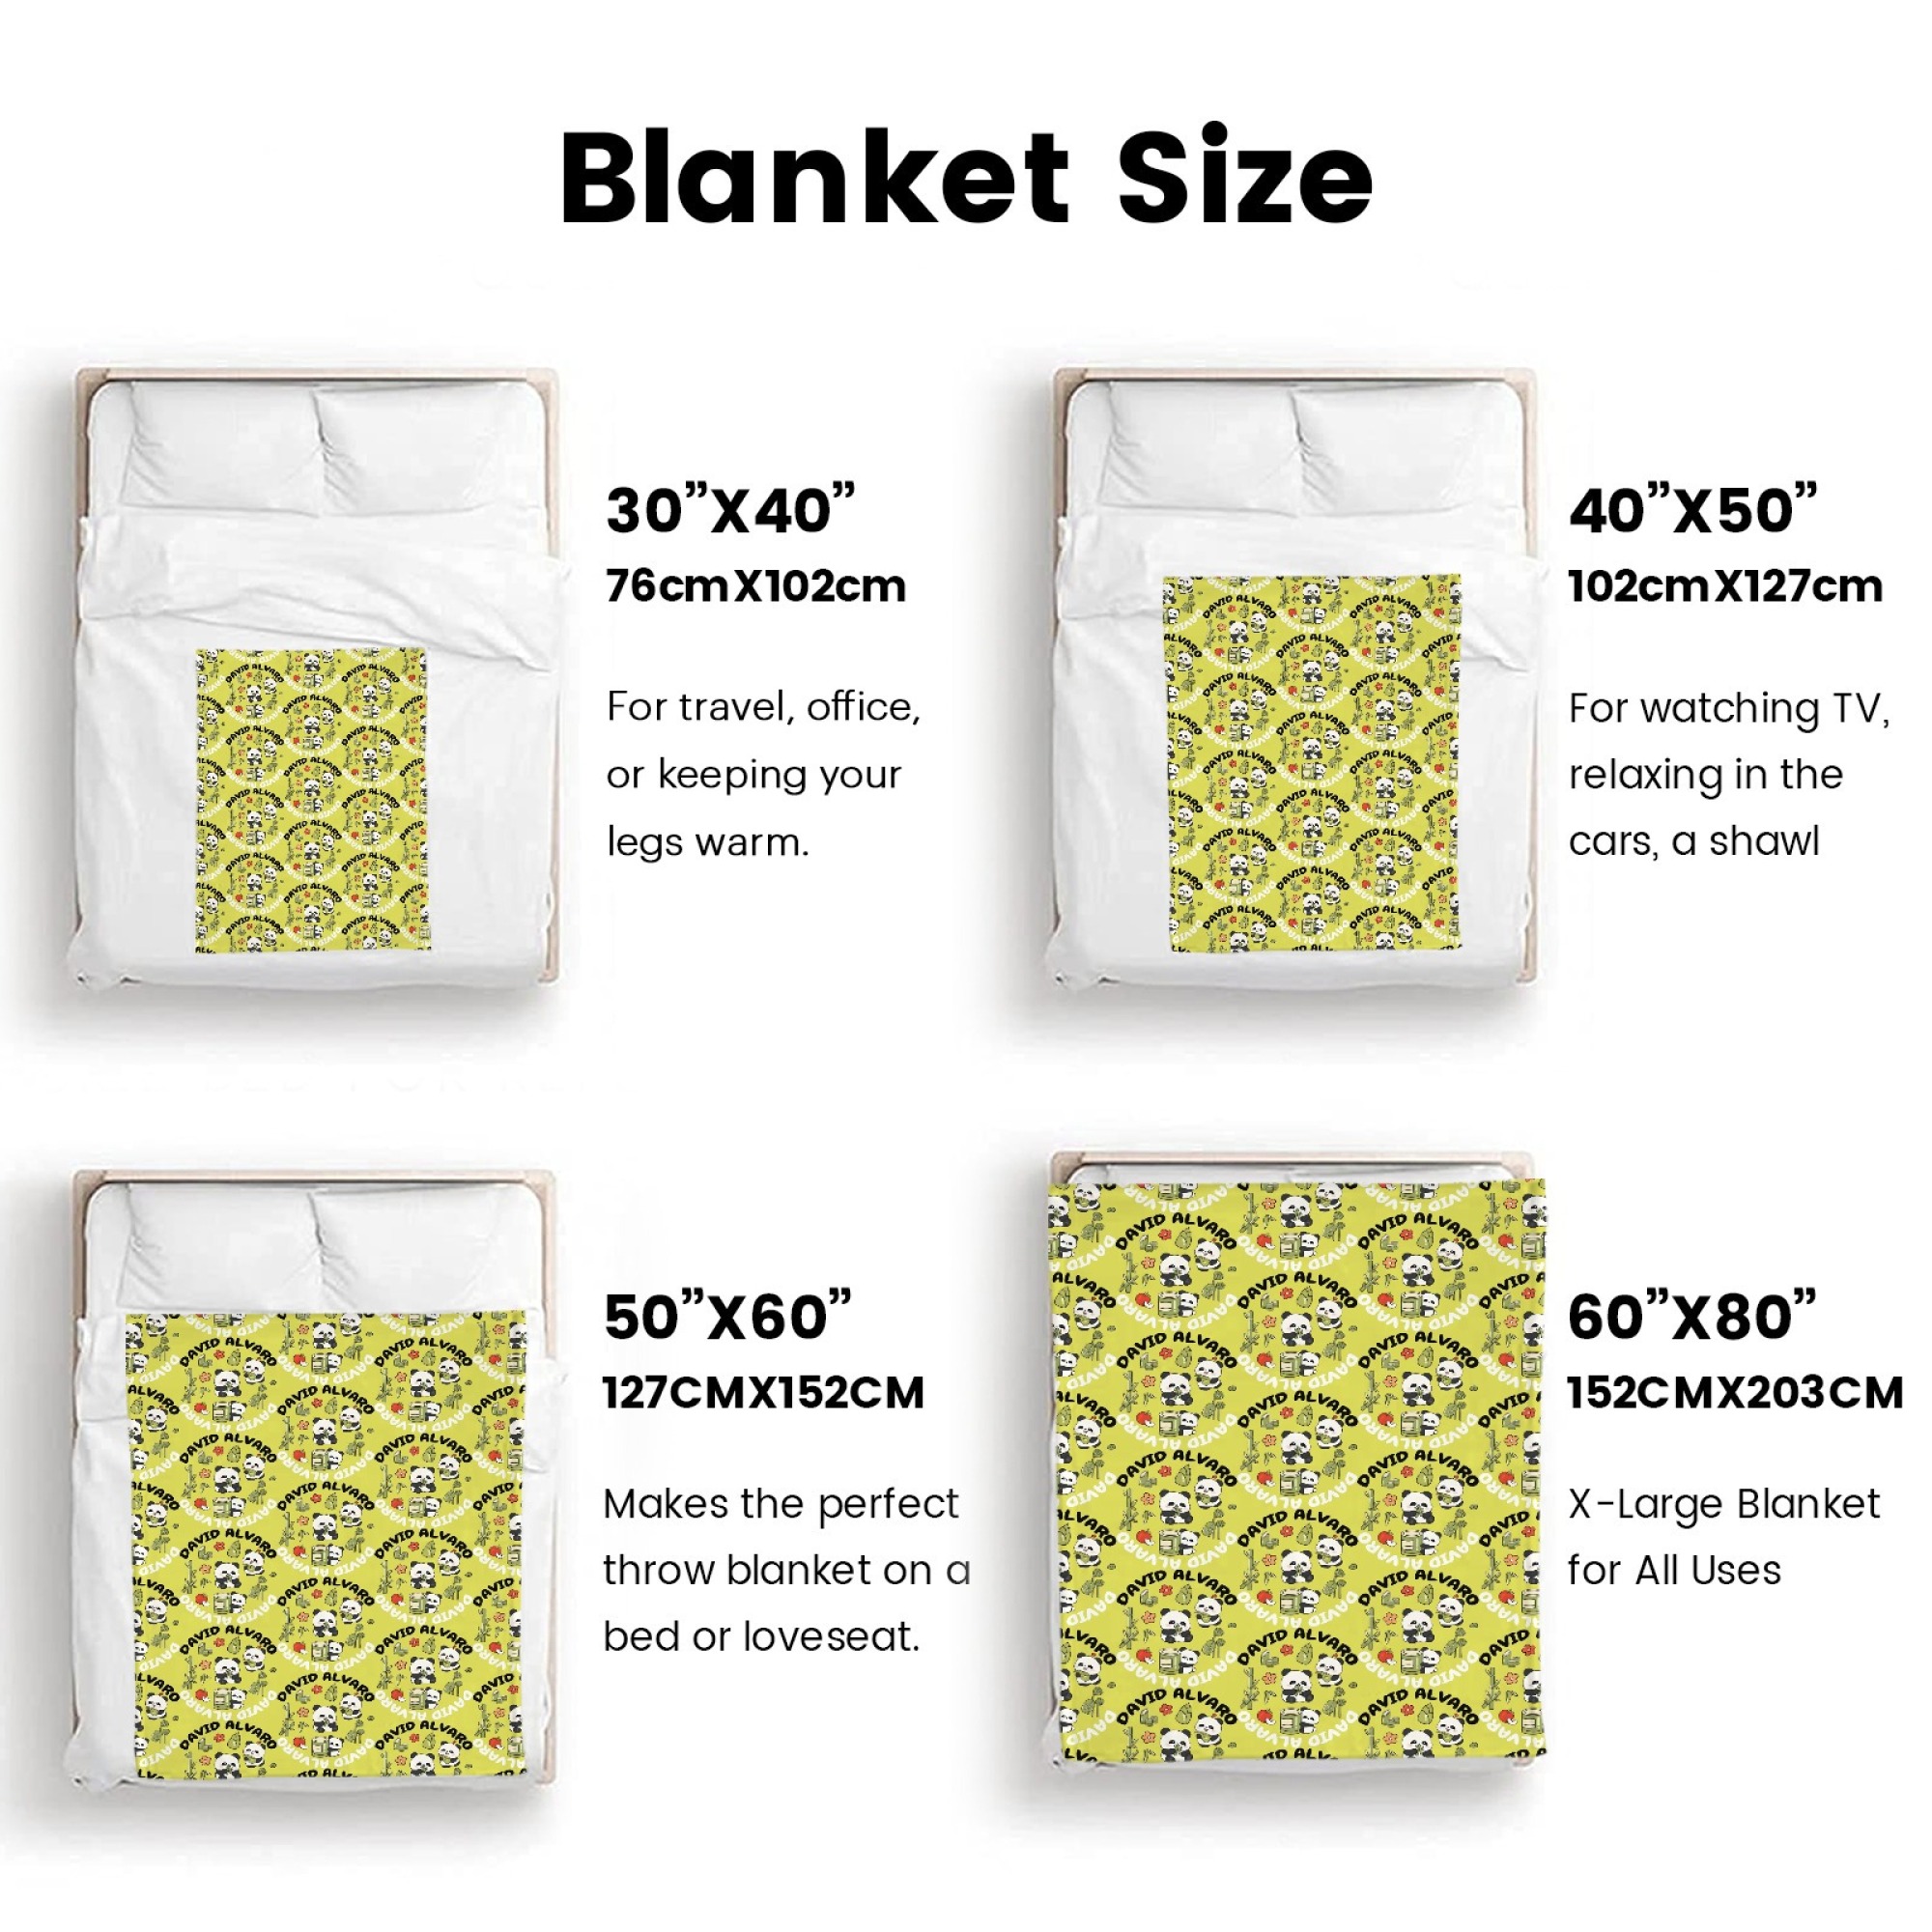 Blanket Size
30”X40”
76cmX102cm
For travel, office,
or keeping your
legs warm.
40”X50”
102cmX127cm
For watching TV,
relaxing in the
cars, a shawl
50”X60”
127CMX152CM
Makes the perfect
throw blanket on a
bed or loveseat.
60”X80”
152CMX203CM
X-Large Blanket
for All Uses
DAVID ALVARO